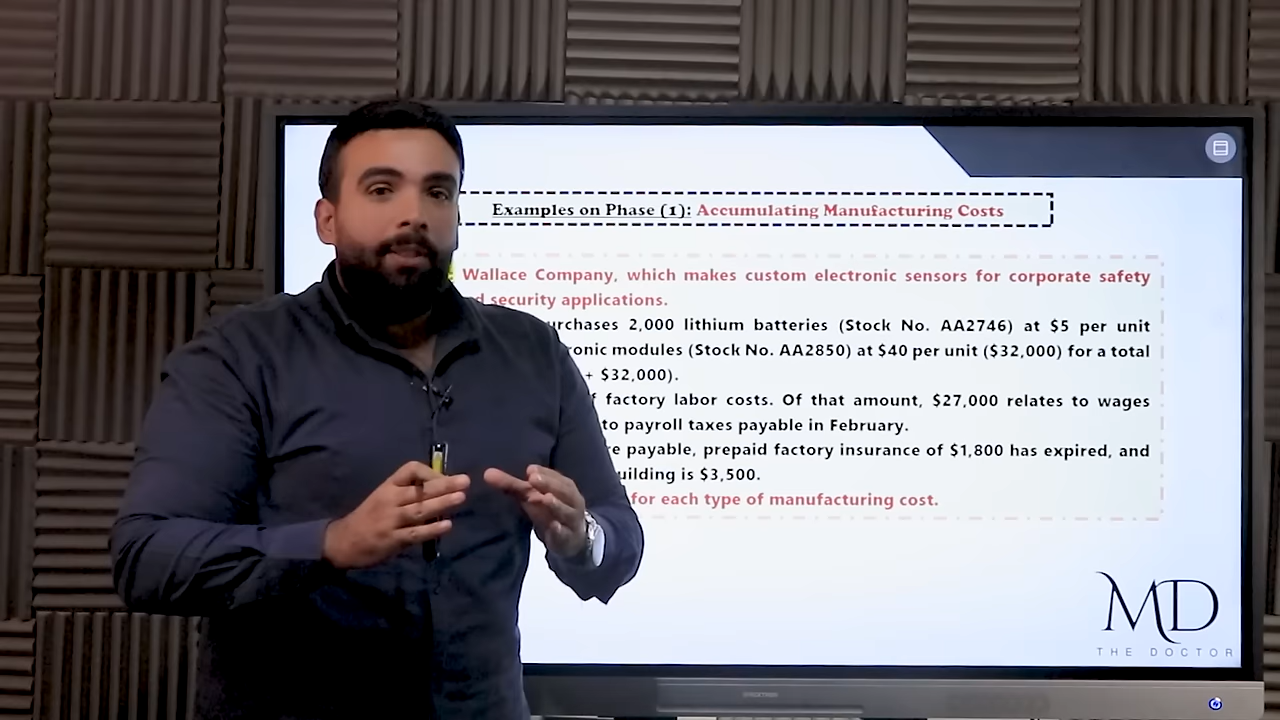 Examples on Phase (1): Accumulating Manufacturing Costs
Wallace Company, which makes custom electronic sensors for corporate safety
security applications.
2,000 lithium batteries (Stock No. AA2746) at $5 per unit
modules (Stock No. AA2850) at $40 per unit ($32,000) for a total
+ $32,000).
factory labor costs. Of that amount, $27,000 relates to wages
to payroll taxes payable in February.
payable, prepaid factory insurance of $1,800 has expired, and
is $3,500.
for each type of manufacturing cost.
MD
THE DOCTOR